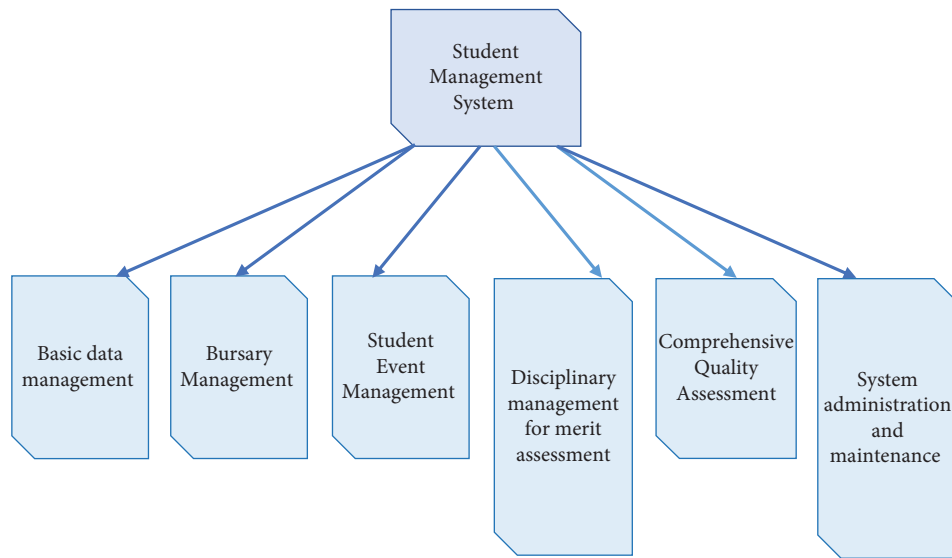 Student
Management
System
Basic data
management
Bursary
Management
Student
Event
Management
Disciplinary
management
for merit
assessment
Comprehensive
Quality
Assessment
System
administration
and
maintenance